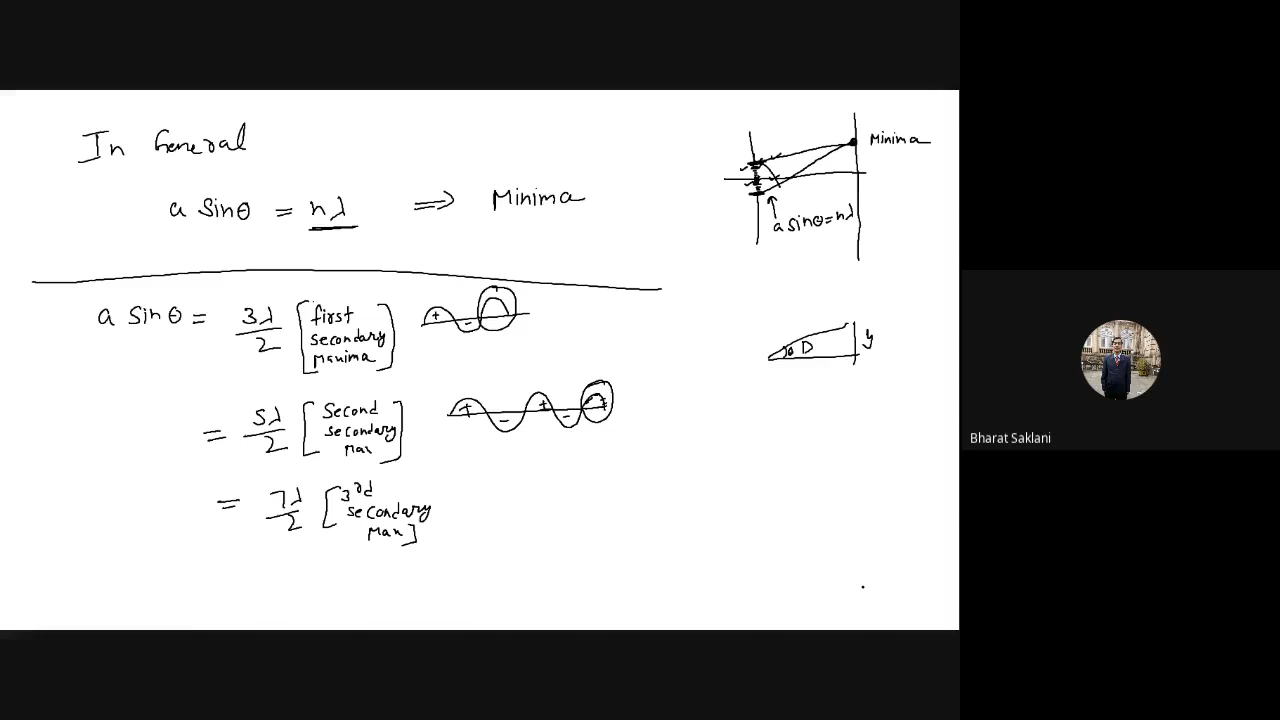 In General
a sinθ = nλ ⟹ Minima
Minima
a sinθ=nλ
a sinθ = 3λ/2 [first
secondary
Maxima]
+ - +
D y
= 5λ/2 [Second
secondary
Max]
+ - + - +
= 7λ/2 [3rd
secondary
Max]
Bharat Saklani